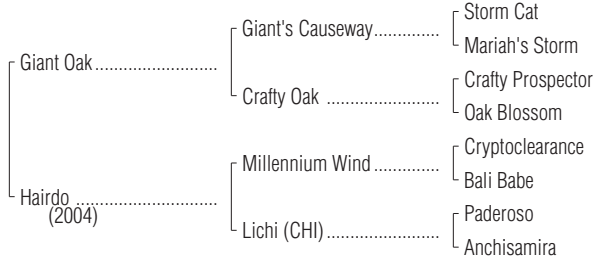 Storm Cat
Giant's Causeway..............
Mariah's Storm
Giant Oak..........................
Crafty Prospector
Crafty Oak ........................
Oak Blossom
Cryptoclearance
Millennium Wind..............
Bali Babe
Hairdo ..............................
(2004)
Paderoso
Lichi (CHI)........................
Anchisamira